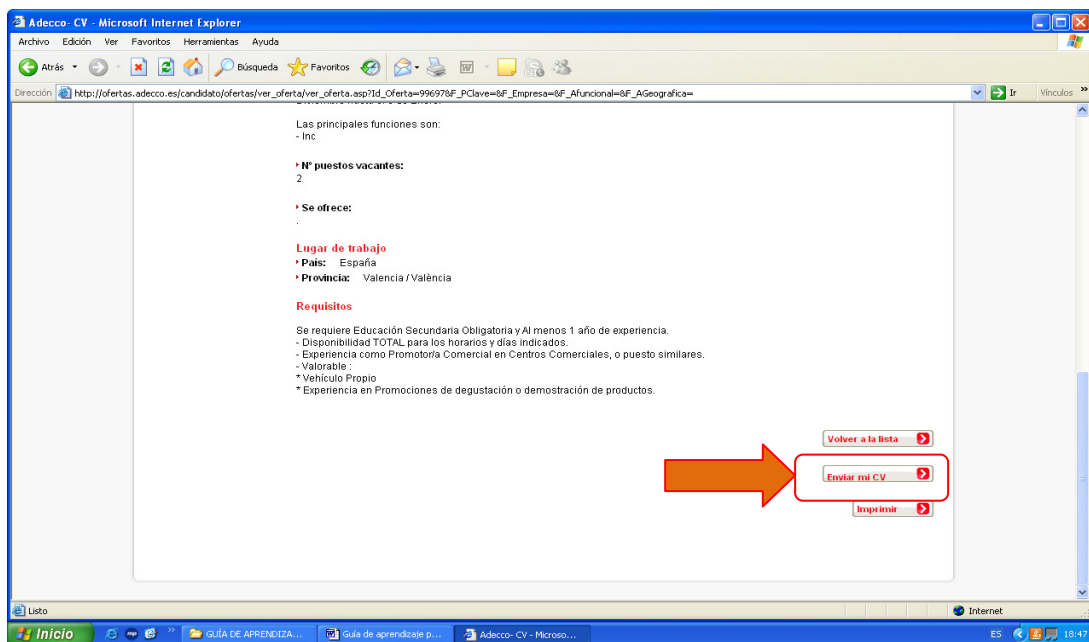 Adecco- CV - Microsoft Internet Explorer
Archivo Edición Ver Favoritos Herramientas Ayuda
Atrás Búsqueda Favoritos
Dirección http://ofertas.adecco.es/candidato/ofertas/ver_oferta/ver_oferta.asp?Id_Oferta=99697&F_PClave=&F_Empresa=&F_Afuncional=&F_AGeografica= Ir Vínculos »
Las principales funciones son:
- Inc
Nº puestos vacantes:
2
Se ofrece:
.
Lugar de trabajo
País: España
Provincia: Valencia / València
Requisitos
Se requiere Educación Secundaria Obligatoria y Al menos 1 año de experiencia.
- Disponibilidad TOTAL para los horarios y días indicados.
- Experiencia como Promotor/a Comercial en Centros Comerciales, o puesto similares.
- Valorable :
* Vehículo Propio
* Experiencia en Promociones de degustación o demostración de productos.
Volver a la lista
Enviar mi CV
Imprimir
Listo Internet
Inicio » GUÍA DE APRENDIZA... Guía de aprendizaje p... Adecco- CV - Microso... ES 18:47